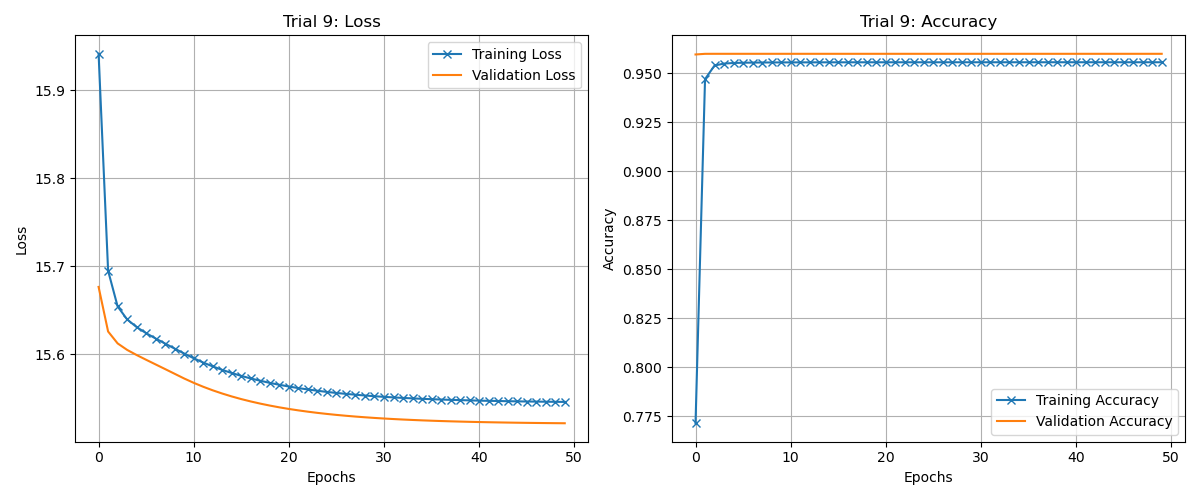 Trial 9: Loss
Training Loss
Validation Loss
15.9
15.8
15.7
15.6
Loss
0
10
20
30
40
50
Epochs
Trial 9: Accuracy
0.950
0.925
0.900
0.875
0.850
0.825
0.800
0.775
Accuracy
Training Accuracy
Validation Accuracy
0
10
20
30
40
50
Epochs